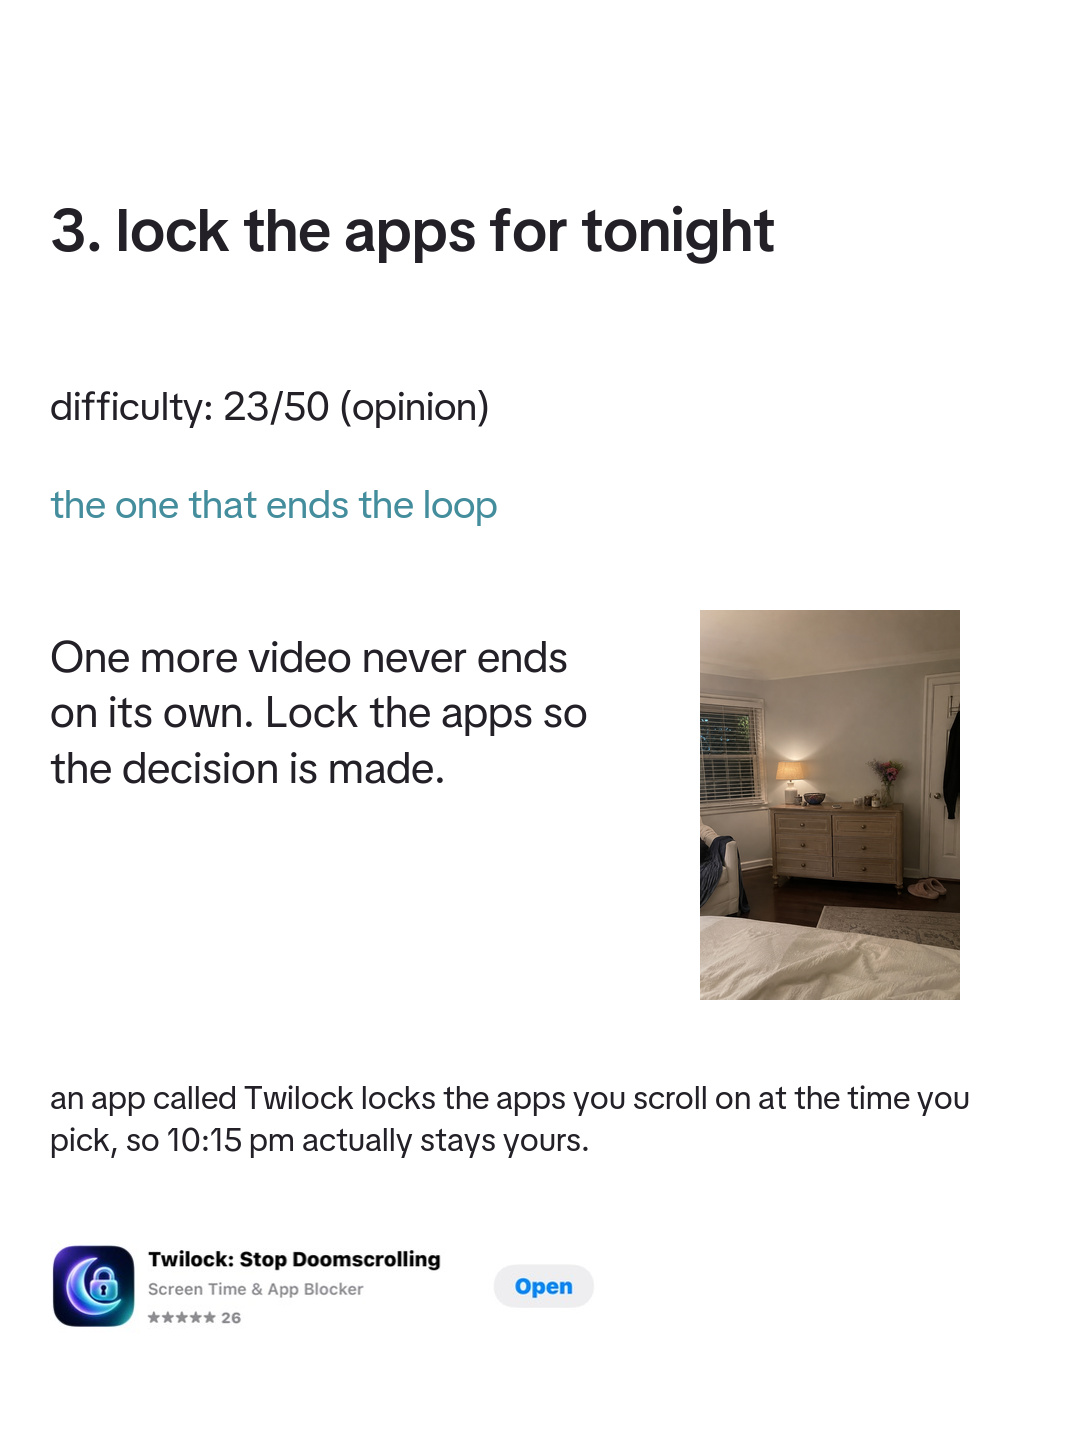 3. lock the apps for tonight
difficulty: 23/50 (opinion)
the one that ends the loop
One more video never ends
on its own. Lock the apps so
the decision is made.
an app called Twilock locks the apps you scroll on at the time you
pick, so 10:15 pm actually stays yours.
Twilock: Stop Doomscrolling
Screen Time & App Blocker
★★★★★ 26
Open